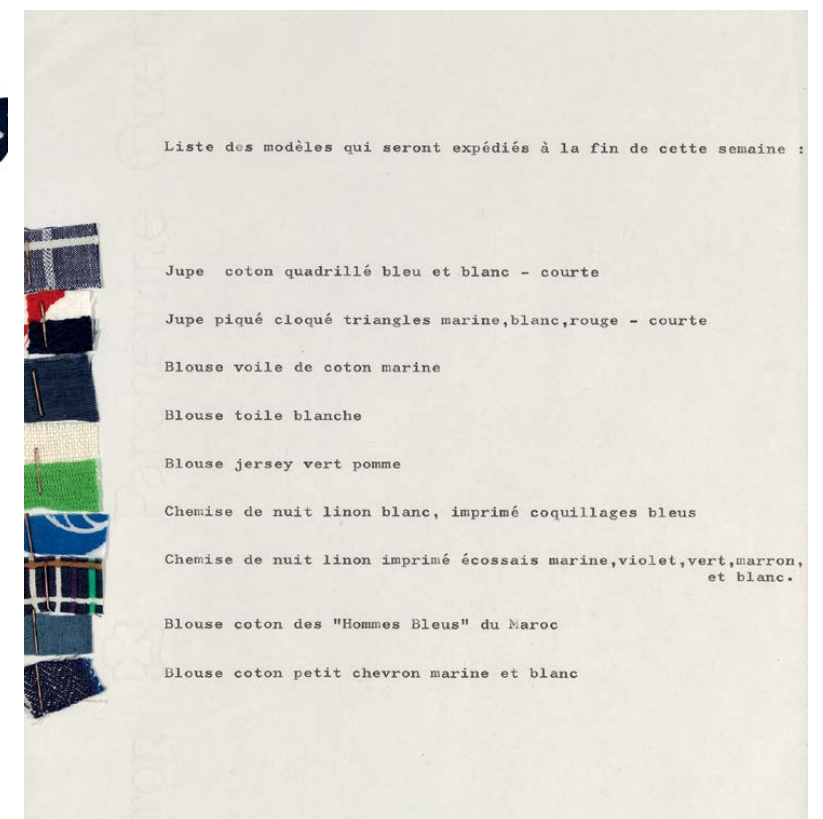 Liste des modèles qui seront expédiés à la fin de cette semaine :
Jupe coton quadrillé bleu et blanc - courte
Jupe piqué cloqué triangles marine,blanc,rouge - courte
Blouse voile de coton marine
Blouse toile blanche
Blouse jersey vert pomme
Chemise de nuit linon blanc, imprimé coquillages bleus
Chemise de nuit linon imprimé écossais marine,violet,vert,marron,
et blanc.
Blouse coton des "Hommes Bleus" du Maroc
Blouse coton petit chevron marine et blanc